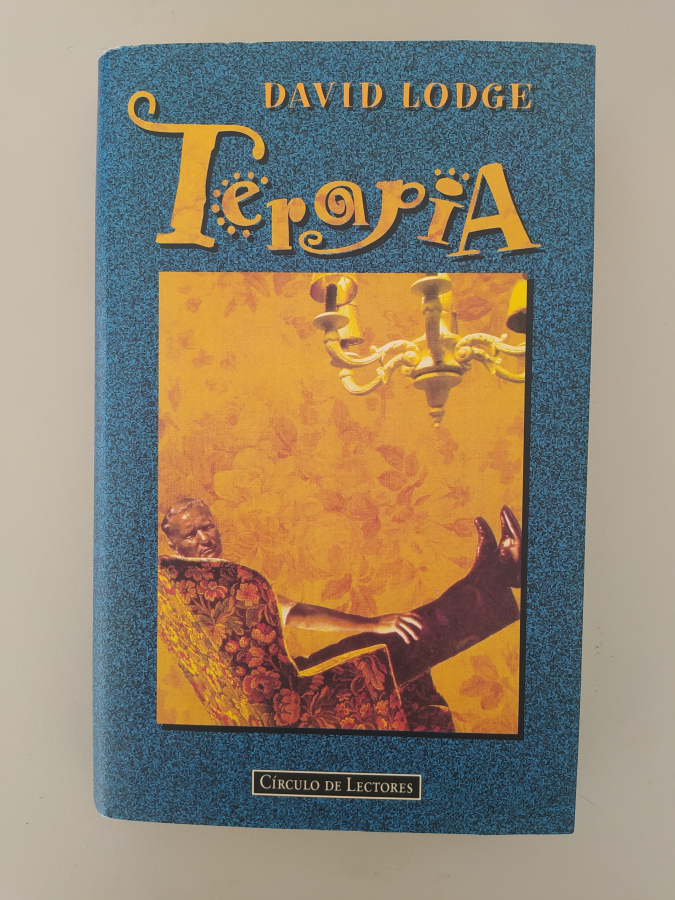 DAVID LODGE
TerapiA
CÍRCULO DE LECTORES